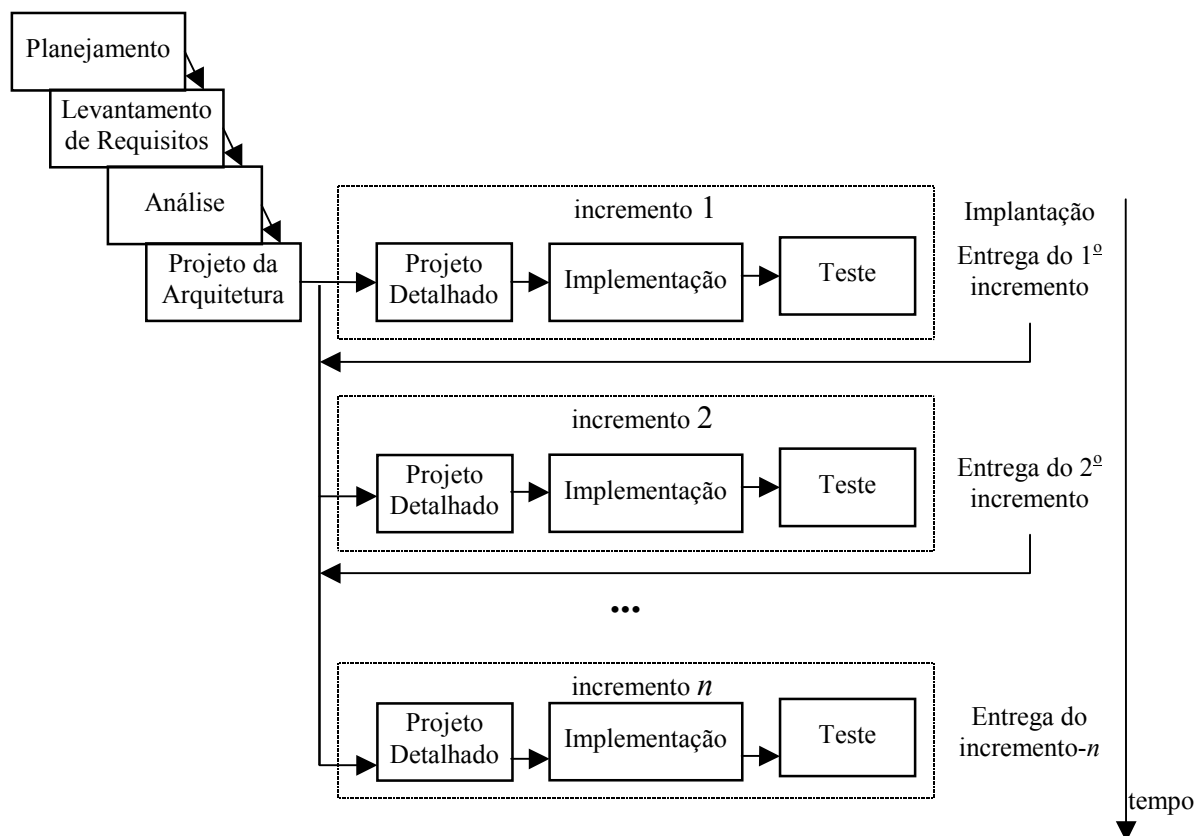 Planejamento
Levantamento
de Requisitos
Análise
Projeto da
Arquitetura
incremento 1
Projeto
Detalhado
Implementação
Teste
Implantação
Entrega do 1º
incremento
incremento 2
Projeto
Detalhado
Implementação
Teste
Entrega do 2º
incremento
...
incremento n
Projeto
Detalhado
Implementação
Teste
Entrega do
incremento-n
tempo